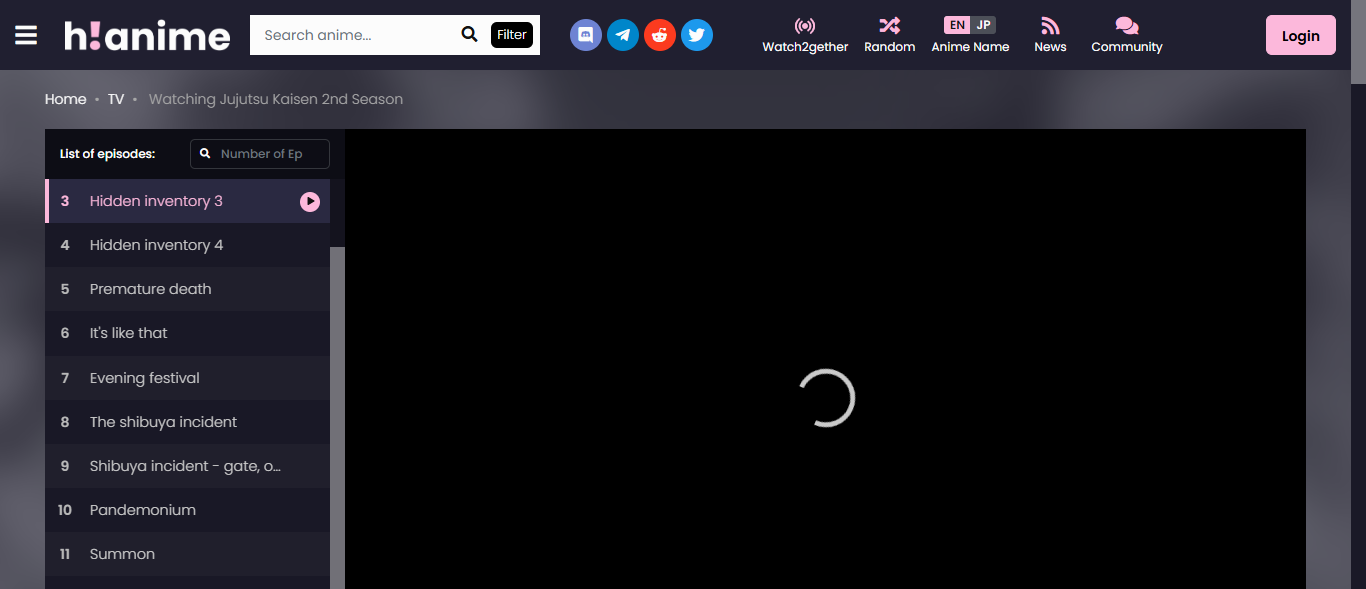 h!anime
Search anime...
Filter
Watch2gether
Random
EN JP
Anime Name
News
Community
Login
Home • TV • Watching Jujutsu Kaisen 2nd Season
List of episodes:
Number of Ep
3 Hidden inventory 3
4 Hidden inventory 4
5 Premature death
6 It's like that
7 Evening festival
8 The shibuya incident
9 Shibuya incident - gate, o...
10 Pandemonium
11 Summon